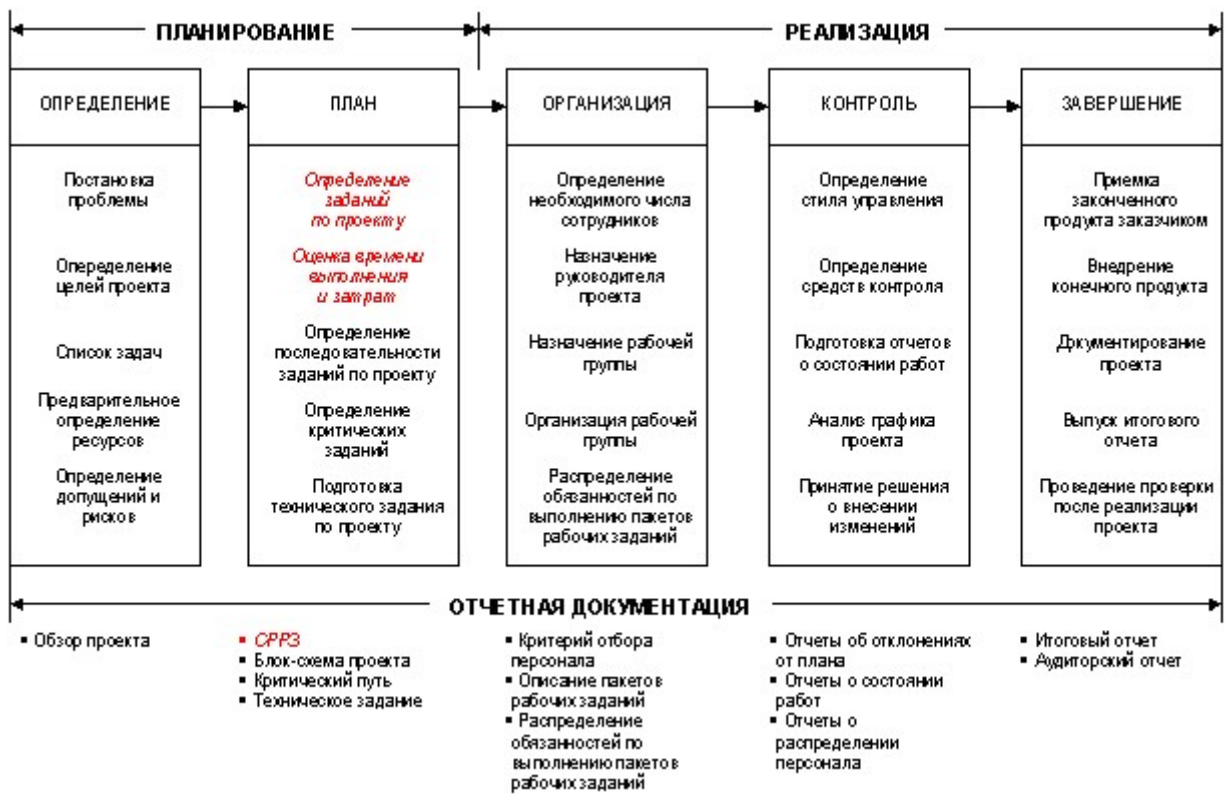 ПЛАНИРОВАНИЕ
РЕАЛИЗАЦИЯ
ОПРЕДЕЛЕНИЕ
Постановка
проблемы
Опеределение
целей проекта
Список задач
Предварительное
определение
ресурсов
Определение
допущений и
рисков
ПЛАН
Определение
заданий
по проекту
Оценка времени
выполнения
и затрат
Определение
последовательности
заданий по проекту
Определение
критических
заданий
Подготовка
технического задания
по проекту
ОРГАНИЗАЦИЯ
Определение
необходимого числа
сотрудников
Назначение
руководителя
проекта
Назначение рабочей
группы
Организация рабочей
группы
Распределение
обязанностей по
выполнению пакетов
рабочих заданий
КОНТРОЛЬ
Определение
стиля управления
Определение
средств контроля
Подготовка отчетов
о состоянии работ
Анализ графика
проекта
Принятие решения
о внесении
изменений
ЗАВЕРШЕНИЕ
Приемка
законченного
продукта заказчиком
Внедрение
конечного продукта
Документирование
проекта
Выпуск итогового
отчета
Проведение проверки
после реализации
проекта
ОТЧЕТНАЯ ДОКУМЕНТАЦИЯ
▪ Обзор проекта
▪ СРРЗ
▪ Блок-схема проекта
▪ Критический путь
▪ Техническое задание
▪ Критерий отбора
персонала
▪ Описание пакетов
рабочих заданий
▪ Распределение
обязанностей по
выполнению пакетов
рабочих заданий
▪ Отчеты об отклонениях
от плана
▪ Отчеты о состоянии
работ
▪ Отчеты о
распределении
персонала
▪ Итоговый отчет
▪ Аудиторский отчет